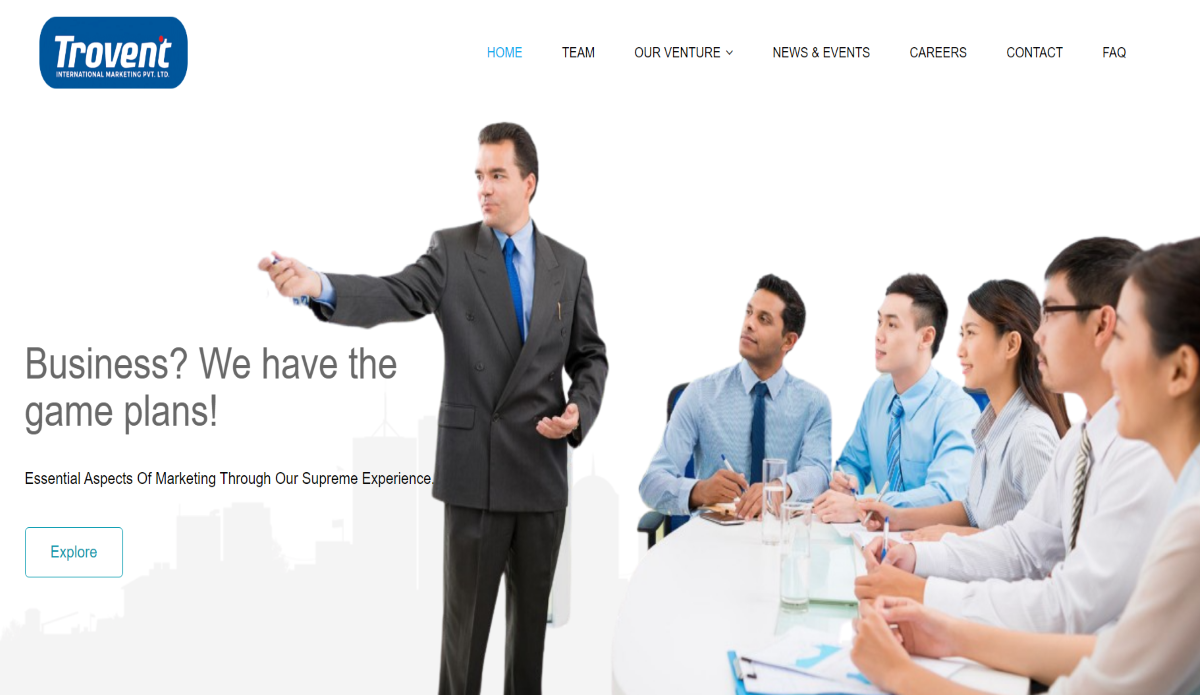 Trovent
INTERNATIONAL MARKETING PVT. LTD.
HOME
TEAM
OUR VENTURE
NEWS & EVENTS
CAREERS
CONTACT
FAQ
Business? We have the
game plans!
Essential Aspects Of Marketing Through Our Supreme Experience.
Explore